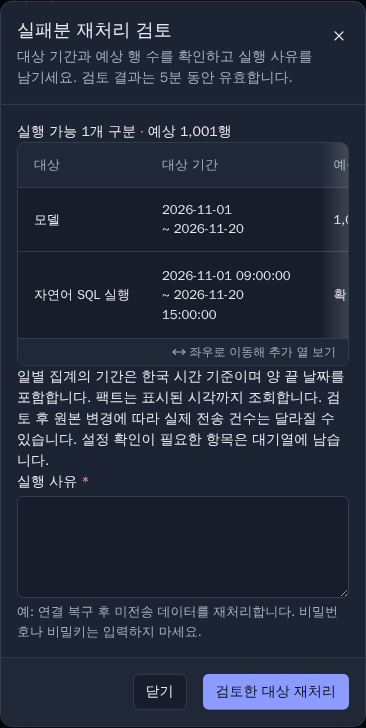 실패분 재처리 검토
대상 기간과 예상 행 수를 확인하고 실행 사유를
남기세요. 검토 결과는 5분 동안 유효합니다.
실행 가능 1개 구분 · 예상 1,001행
대상 대상 기간
모델 2026-11-01
~ 2026-11-20
자연어 SQL 실행 2026-11-01 09:00:00
~ 2026-11-20
15:00:00
↔ 좌우로 이동해 추가 열 보기
일별 집계의 기간은 한국 시간 기준이며 양 끝 날짜를
포함합니다. 팩트는 표시된 시각까지 조회합니다. 검
토 후 원본 변경에 따라 실제 전송 건수는 달라질 수
있습니다. 설정 확인이 필요한 항목은 대기열에 남습
니다.
실행 사유 *
예: 연결 복구 후 미전송 데이터를 재처리합니다. 비밀번
호나 비밀키는 입력하지 마세요.
닫기 검토한 대상 재처리